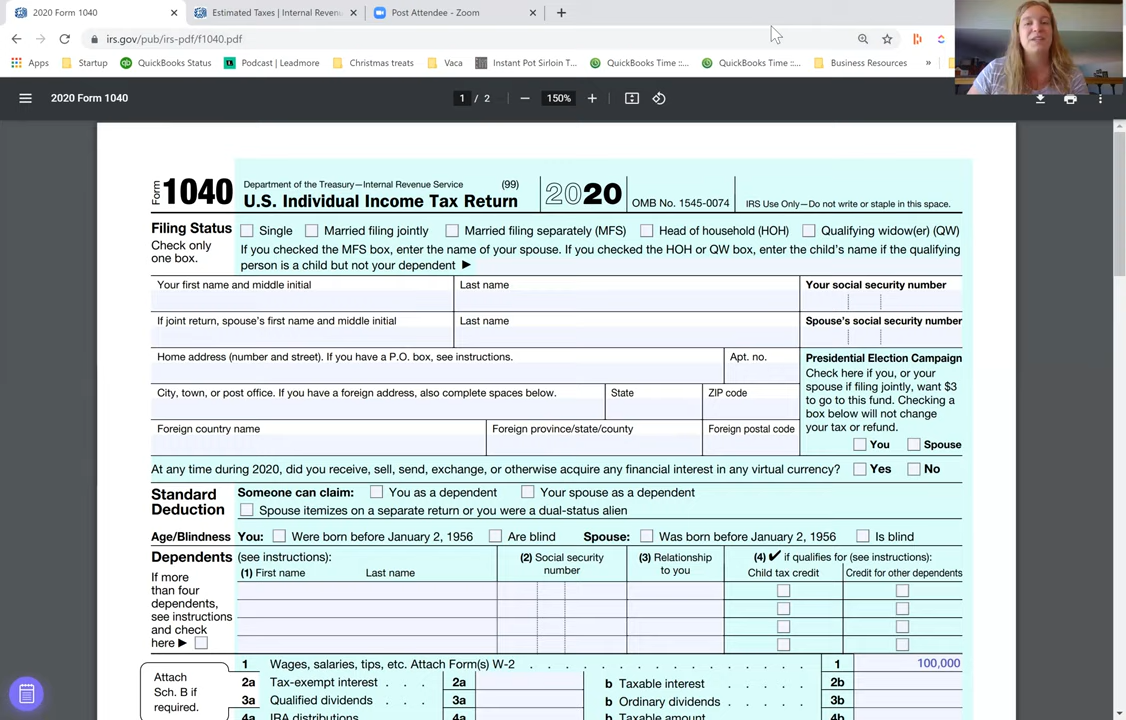 2020 Form 1040
Estimated Taxes | Internal Revenu
Post Attendee - Zoom
irs.gov/pub/irs-pdf/f1040.pdf
Apps
Startup
QuickBooks Status
Podcast | Leadmore
Christmas treats
Vaca
Instant Pot Sirloin T...
QuickBooks Time ::...
QuickBooks Time ::...
Business Resources
»
2020 Form 1040
1 / 2
150%
Form 1040
Department of the Treasury—Internal Revenue Service (99)
U.S. Individual Income Tax Return
2020
OMB No. 1545-0074
IRS Use Only—Do not write or staple in this space.
Filing Status
Check only
one box.
Single Married filing jointly Married filing separately (MFS) Head of household (HOH) Qualifying widow(er) (QW)
If you checked the MFS box, enter the name of your spouse. If you checked the HOH or QW box, enter the child's name if the qualifying
person is a child but not your dependent ▶
Your first name and middle initial
Last name
Your social security number
If joint return, spouse's first name and middle initial
Last name
Spouse's social security number
Home address (number and street). If you have a P.O. box, see instructions.
Apt. no.
City, town, or post office. If you have a foreign address, also complete spaces below.
State
ZIP code
Foreign country name
Foreign province/state/county
Foreign postal code
Presidential Election Campaign
Check here if you, or your
spouse if filing jointly, want $3
to go to this fund. Checking a
box below will not change
your tax or refund.
You Spouse
At any time during 2020, did you receive, sell, send, exchange, or otherwise acquire any financial interest in any virtual currency? Yes No
Standard
Deduction
Someone can claim: You as a dependent Your spouse as a dependent
Spouse itemizes on a separate return or you were a dual-status alien
Age/Blindness You: Were born before January 2, 1956 Are blind Spouse: Was born before January 2, 1956 Is blind
Dependents (see instructions):
If more
than four
dependents,
see instructions
and check
here ▶
(1) First name Last name
(2) Social security
number
(3) Relationship
to you
(4) ✔ if qualifies for (see instructions):
Child tax credit Credit for other dependents
Attach
Sch. B if
required.
1 Wages, salaries, tips, etc. Attach Form(s) W-2 . . . . . . . . . . . . . . . 1 100,000
2a Tax-exempt interest . . . 2a b Taxable interest . . . . . 2b
3a Qualified dividends . . . 3a b Ordinary dividends . . . . . 3b
4a IRA distributions 4a b Taxable amount 4b